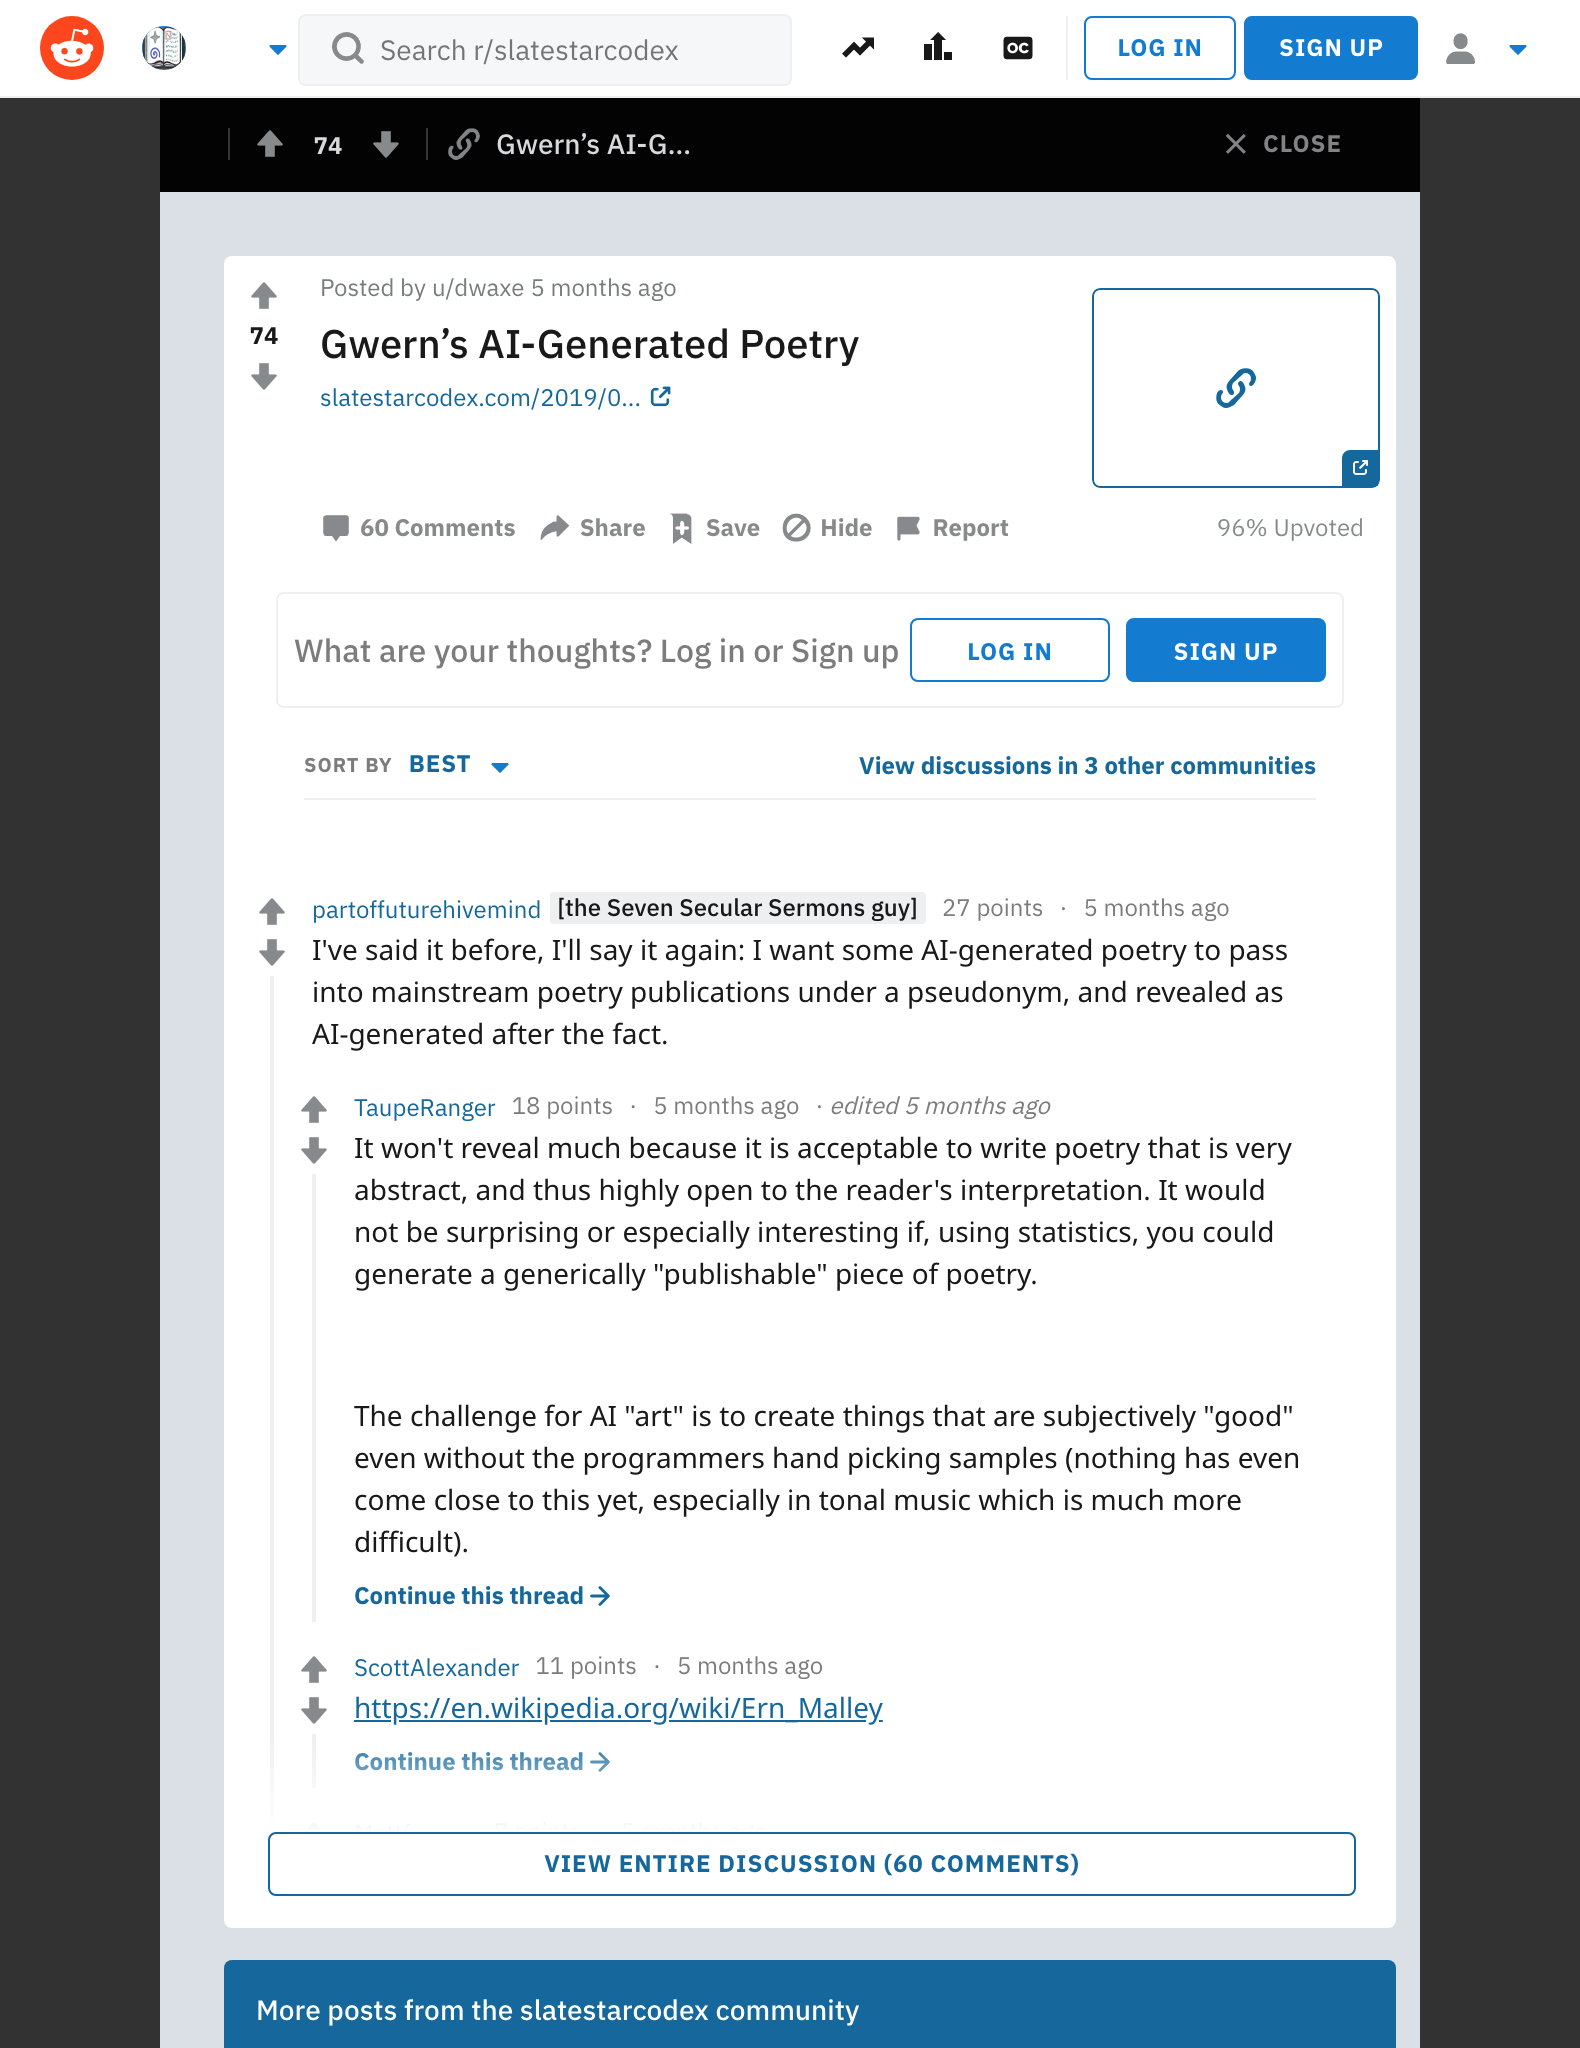 Search r/slatestarcodex
OC
LOG IN
SIGN UP
74
Gwern’s AI-G...
CLOSE
Posted by u/dwaxe 5 months ago
74
Gwern’s AI-Generated Poetry
slatestarcodex.com/2019/0...
60 Comments
Share
Save
Hide
Report
96% Upvoted
What are your thoughts? Log in or Sign up
LOG IN
SIGN UP
SORT BY BEST
View discussions in 3 other communities
partoffuturehivemind [the Seven Secular Sermons guy] 27 points · 5 months ago
I've said it before, I'll say it again: I want some AI-generated poetry to pass
into mainstream poetry publications under a pseudonym, and revealed as
AI-generated after the fact.
TaupeRanger 18 points · 5 months ago · edited 5 months ago
It won't reveal much because it is acceptable to write poetry that is very
abstract, and thus highly open to the reader's interpretation. It would
not be surprising or especially interesting if, using statistics, you could
generate a generically "publishable" piece of poetry.
The challenge for AI "art" is to create things that are subjectively "good"
even without the programmers hand picking samples (nothing has even
come close to this yet, especially in tonal music which is much more
difficult).
Continue this thread →
ScottAlexander 11 points · 5 months ago
https://en.wikipedia.org/wiki/Ern_Malley
Continue this thread →
VIEW ENTIRE DISCUSSION (60 COMMENTS)
More posts from the slatestarcodex community